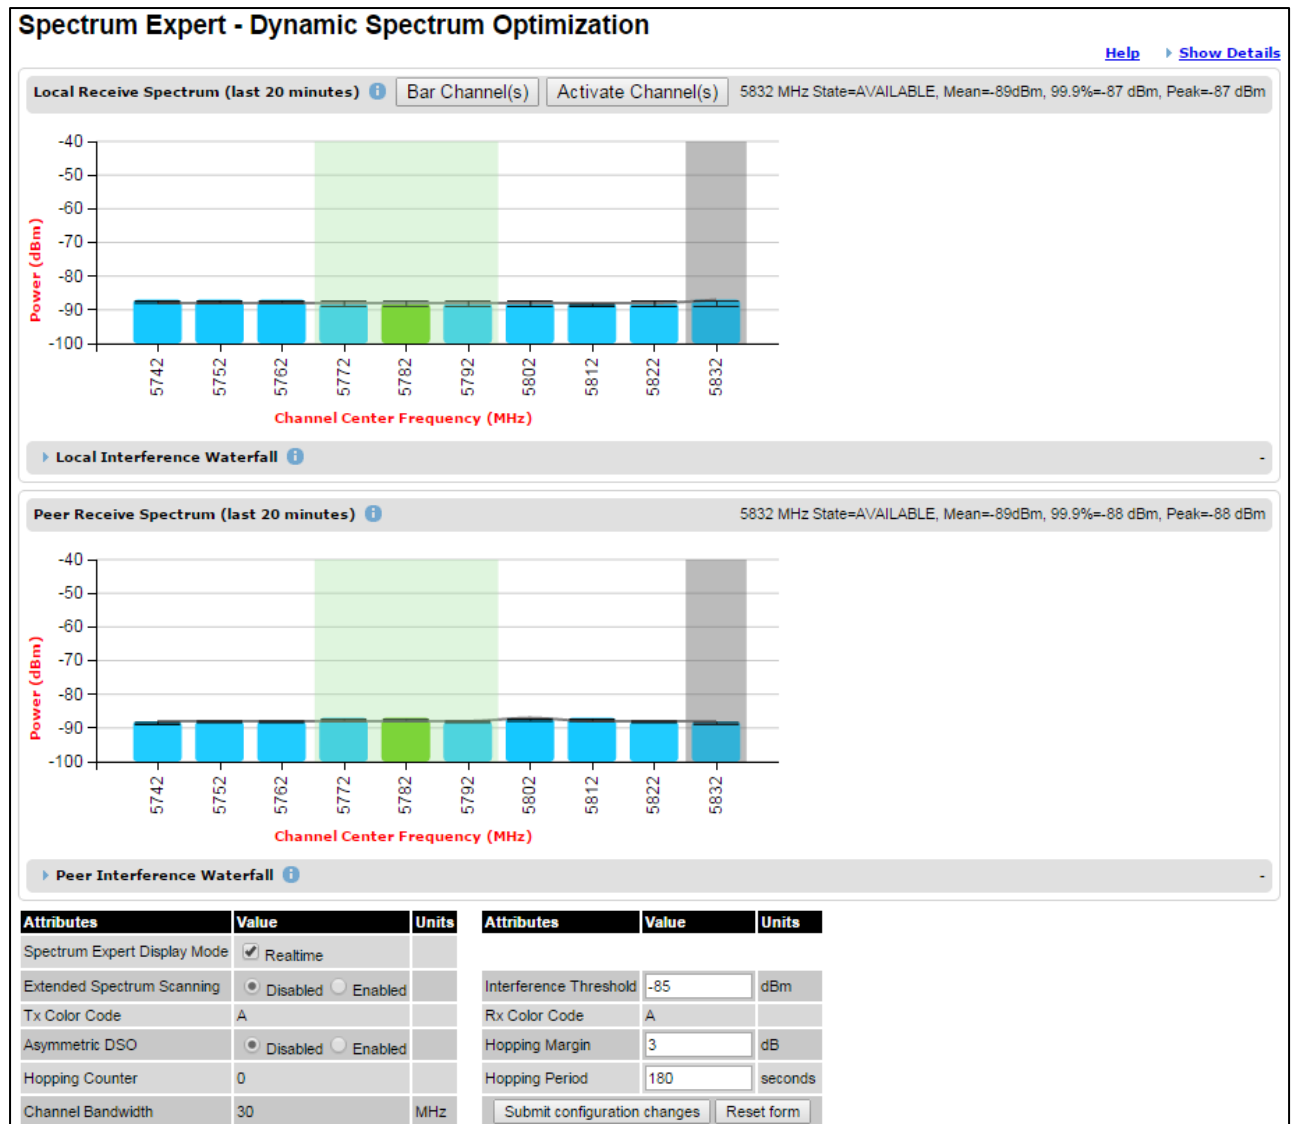 Spectrum Expert - Dynamic Spectrum Optimization
Help Show Details
Local Receive Spectrum (last 20 minutes) i Bar Channel(s) Activate Channel(s) 5832 MHz State=AVAILABLE, Mean=-89dBm, 99.9%=-87 dBm, Peak=-87 dBm
-40
-50
-60
-70
-80
-90
-100
Power (dBm)
5742 5752 5762 5772 5782 5792 5802 5812 5822 5832
Channel Center Frequency (MHz)
Local Interference Waterfall i -
Peer Receive Spectrum (last 20 minutes) i 5832 MHz State=AVAILABLE, Mean=-89dBm, 99.9%=-88 dBm, Peak=-88 dBm
-40
-50
-60
-70
-80
-90
-100
Power (dBm)
5742 5752 5762 5772 5782 5792 5802 5812 5822 5832
Channel Center Frequency (MHz)
Peer Interference Waterfall i -
Attributes Value Units Attributes Value Units
Spectrum Expert Display Mode Realtime
Extended Spectrum Scanning Disabled Enabled Interference Threshold -85 dBm
Tx Color Code A Rx Color Code A
Asymmetric DSO Disabled Enabled Hopping Margin 3 dB
Hopping Counter 0 Hopping Period 180 seconds
Channel Bandwidth 30 MHz Submit configuration changes Reset form